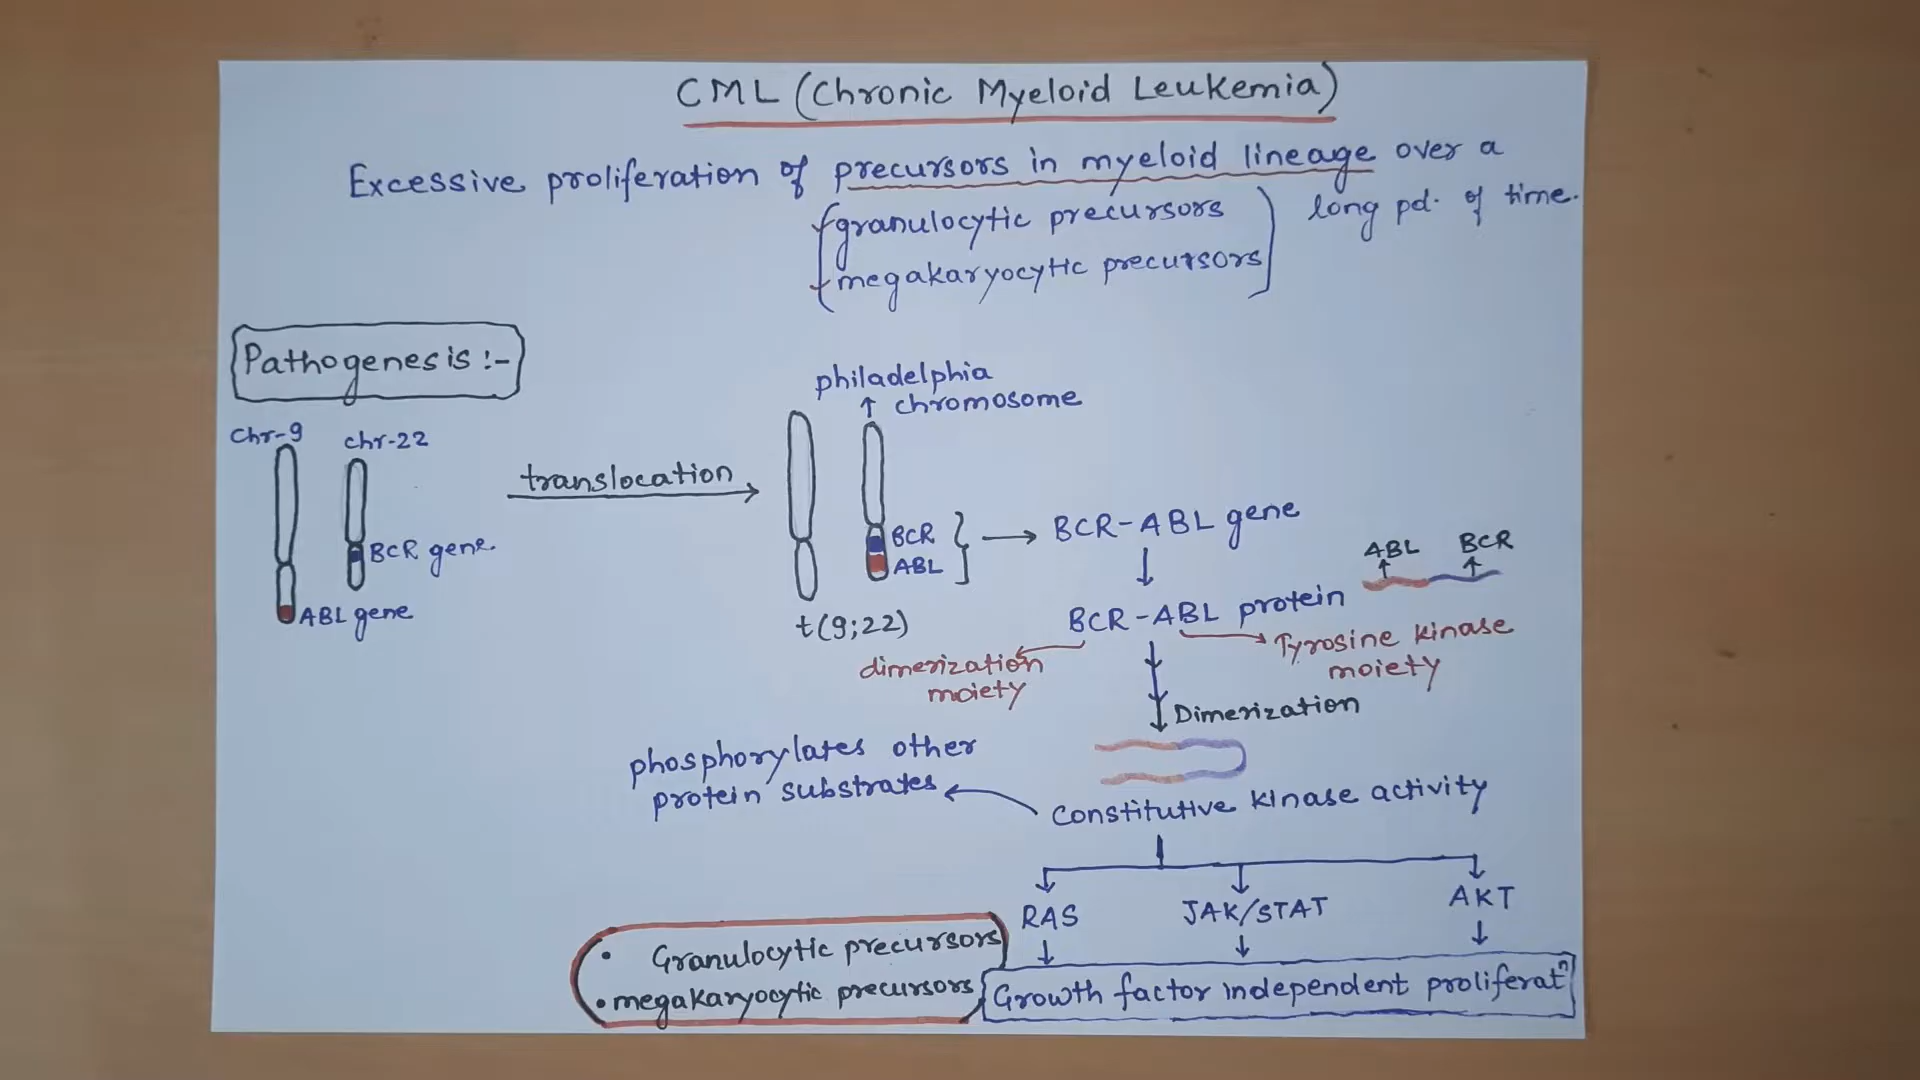 CML (Chronic Myeloid Leukemia)
Excessive proliferation of precursors in myeloid lineage over a
long pd. of time.
granulocytic precursors
megakaryocytic precursors
Pathogenesis :-
Chr-9
chr-22
BCR gene
ABL gene
translocation
philadelphia
chromosome
BCR
ABL
t(9;22)
BCR-ABL gene
ABL BCR
BCR-ABL protein
dimerization
moiety
Tyrosine kinase
moiety
Dimerization
phosphorylates other
protein substrates
Constitutive kinase activity
RAS
JAK/STAT
AKT
• Granulocytic precursors
• megakaryocytic precursors
Growth factor independent proliferatⁿ